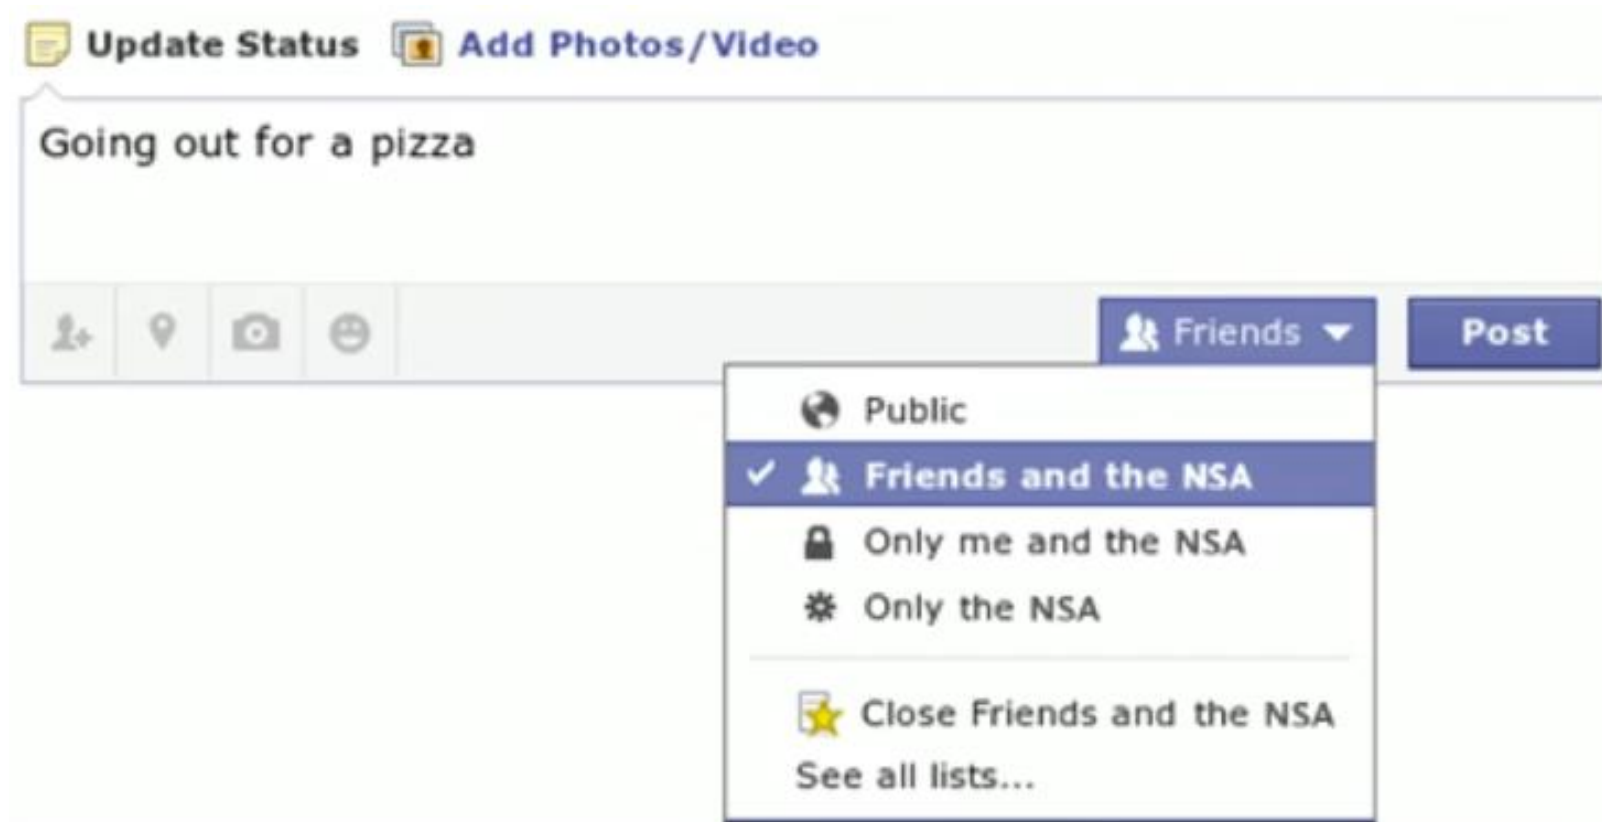 Update Status Add Photos/Video
Going out for a pizza
Friends Post
Public
Friends and the NSA
Only me and the NSA
Only the NSA
Close Friends and the NSA
See all lists...